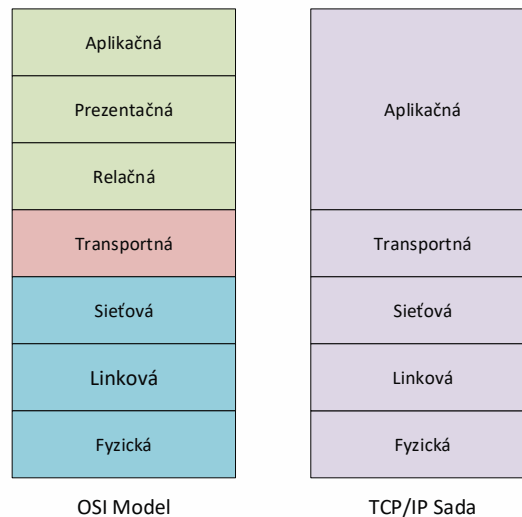 Aplikačná
Prezentačná
Relačná
Transportná
Sieťová
Linková
Fyzická
OSI Model
Aplikačná
Transportná
Sieťová
Linková
Fyzická
TCP/IP Sada